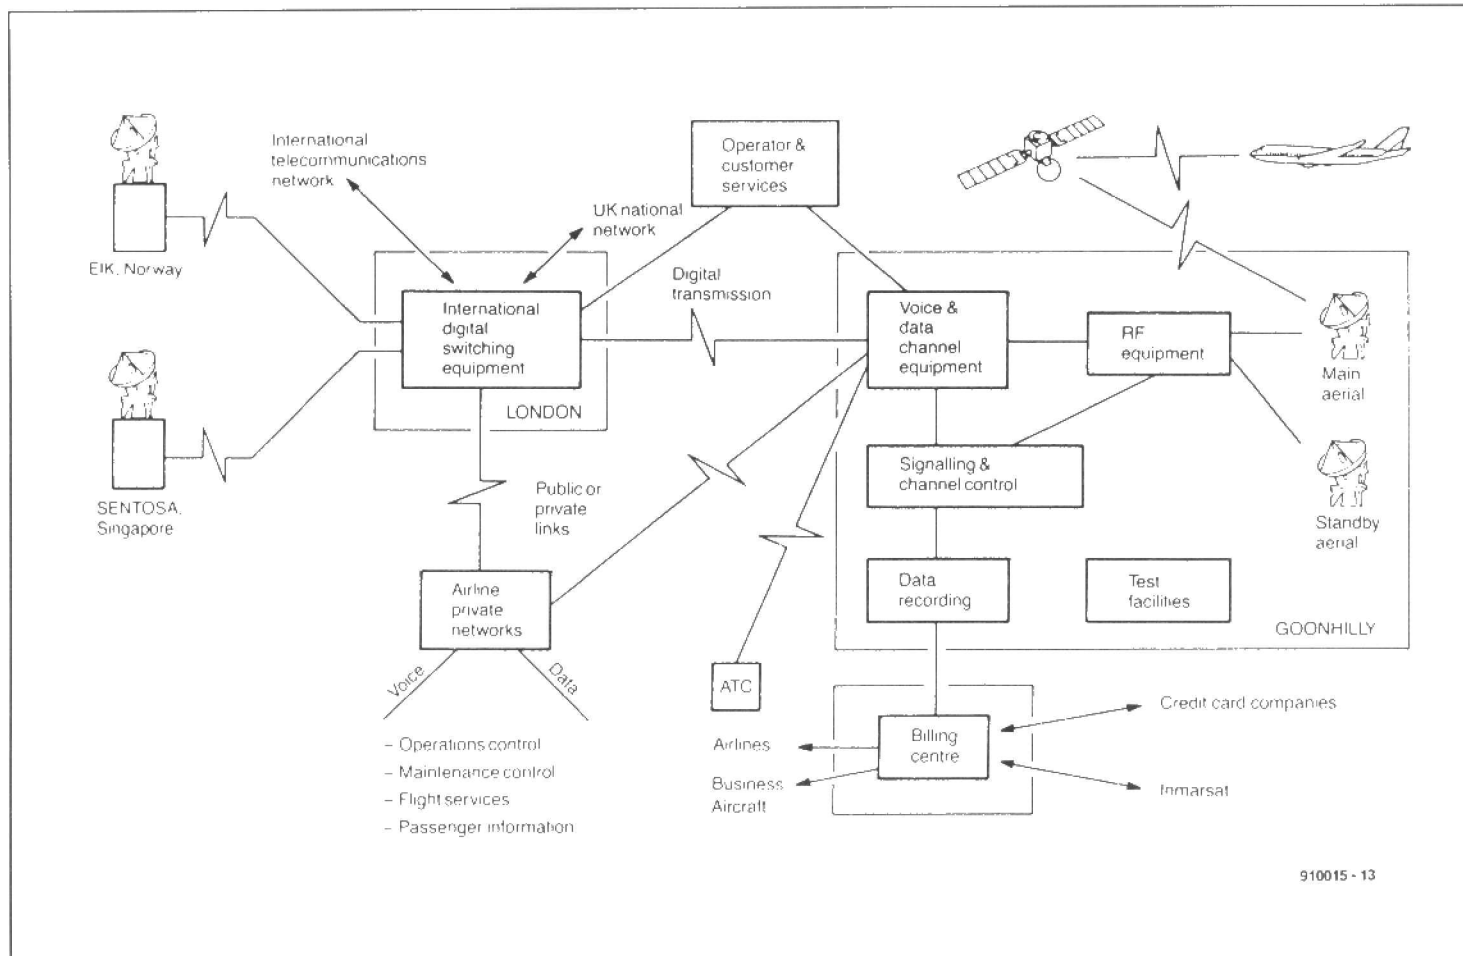 International
telecommunications
network
Operator &
customer
services
UK national
network
EIK, Norway
Digital
transmission
International
digital
switching
equipment
LONDON
Voice &
data
channel
equipment
RF
equipment
Main
aerial
SENTOSA,
Singapore
Public or
private
links
Signalling &
channel control
Standby
aerial
Airline
private
networks
Data
recording
Test
facilities
GOONHILLY
Voice
Data
ATC
- Operations control
- Maintenance control
- Flight services
- Passenger information
Airlines
Business
Aircraft
Billing
centre
Credit card companies
Inmarsat
910015 - 13